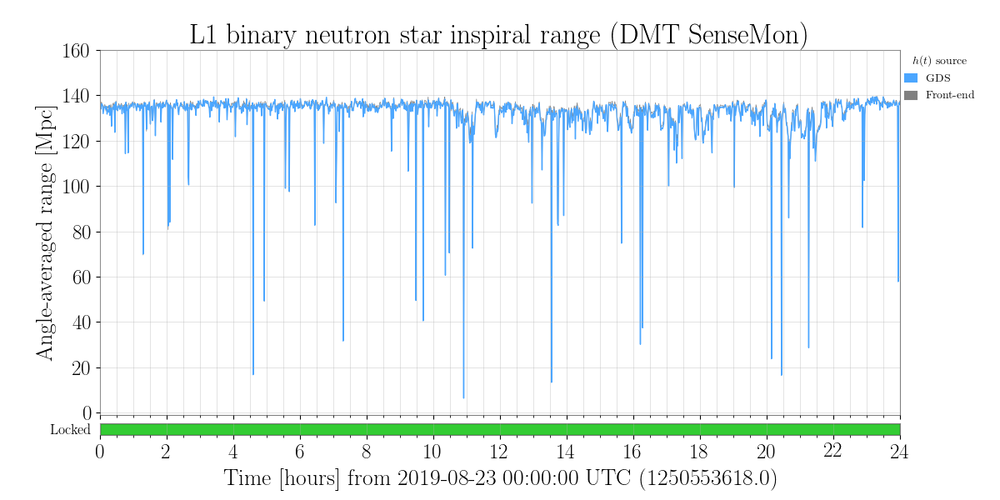 L1 binary neutron star inspiral range (DMT SenseMon)
h(t) source
GDS
Front-end
Angle-averaged range [Mpc]
160
140
120
100
80
60
40
20
0
Locked
0 2 4 6 8 10 12 14 16 18 20 22 24
Time [hours] from 2019-08-23 00:00:00 UTC (1250553618.0)